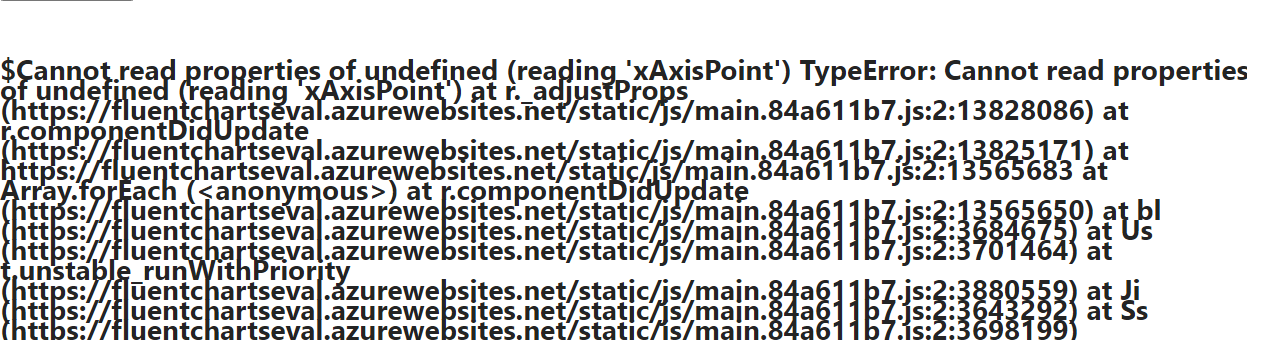 $Cannot read properties of undefined (reading 'xAxisPoint') TypeError: Cannot read properties
of undefined (reading 'xAxisPoint') at r._adjustProps
(https://fluentchartseval.azurewebsites.net/static/js/main.84a611b7.js:2:13828086) at
r.componentDidUpdate
(https://fluentchartseval.azurewebsites.net/static/js/main.84a611b7.js:2:13825171) at
https://fluentchartseval.azurewebsites.net/static/js/main.84a611b7.js:2:13565683 at
Array.forEach (<anonymous>) at r.componentDidUpdate
(https://fluentchartseval.azurewebsites.net/static/js/main.84a611b7.js:2:13565650) at bl
(https://fluentchartseval.azurewebsites.net/static/js/main.84a611b7.js:2:3684675) at Us
(https://fluentchartseval.azurewebsites.net/static/js/main.84a611b7.js:2:3701464) at
t.unstable_runWithPriority
(https://fluentchartseval.azurewebsites.net/static/js/main.84a611b7.js:2:3880559) at Ji
(https://fluentchartseval.azurewebsites.net/static/js/main.84a611b7.js:2:3643292) at Ss
(https://fluentchartseval.azurewebsites.net/static/js/main.84a611b7.js:2:3698199)